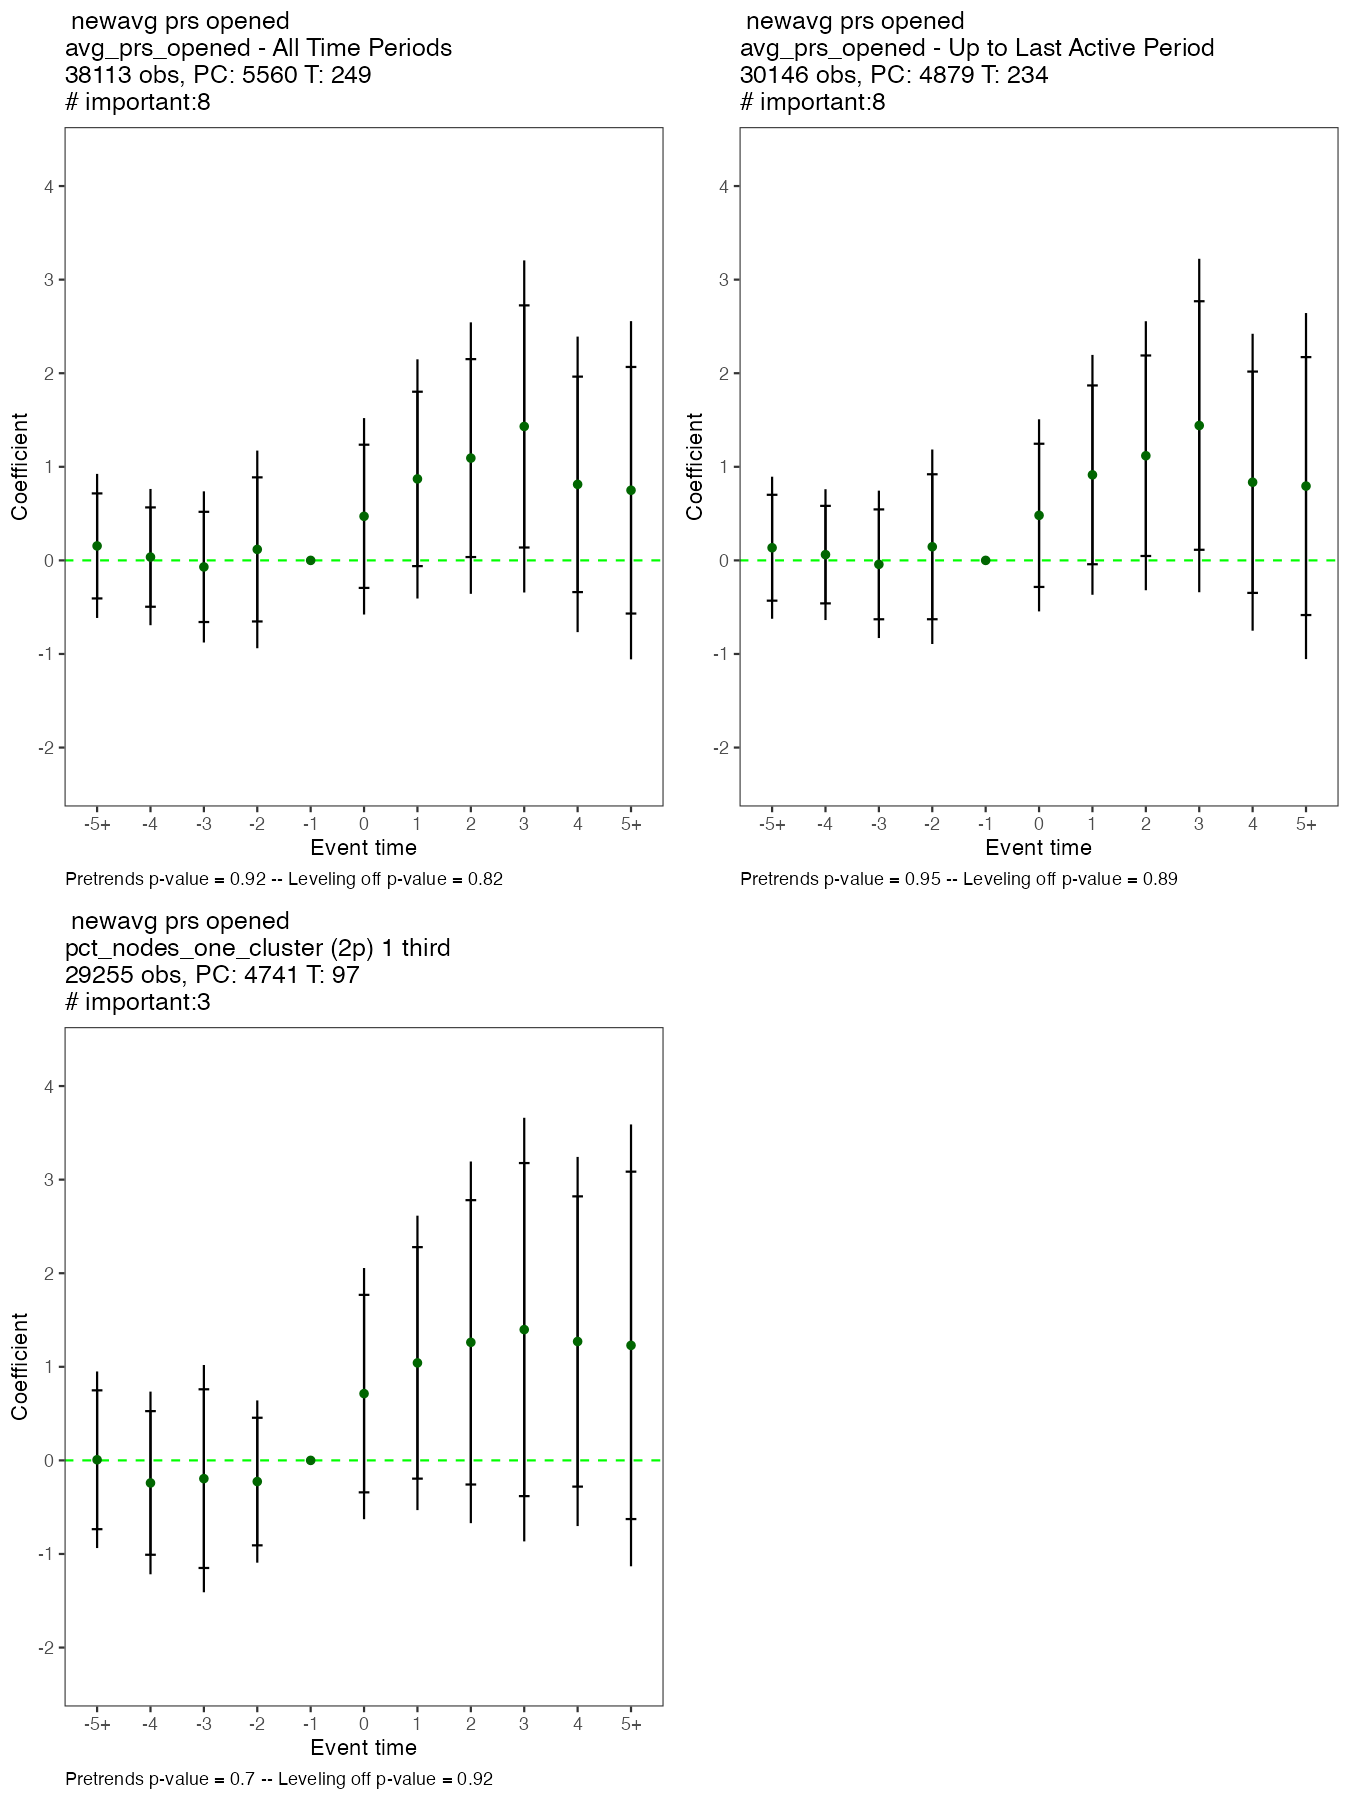 newavg prs opened
avg_prs_opened - All Time Periods
38113 obs, PC: 5560 T: 249
# important:8
4
3
2
1
0
-1
-2
Coefficient
-5+ -4 -3 -2 -1 0 1 2 3 4 5+
Event time
Pretrends p-value = 0.92 -- Leveling off p-value = 0.82
newavg prs opened
avg_prs_opened - Up to Last Active Period
30146 obs, PC: 4879 T: 234
# important:8
4
3
2
1
0
-1
-2
Coefficient
-5+ -4 -3 -2 -1 0 1 2 3 4 5+
Event time
Pretrends p-value = 0.95 -- Leveling off p-value = 0.89
newavg prs opened
pct_nodes_one_cluster (2p) 1 third
29255 obs, PC: 4741 T: 97
# important:3
4
3
2
1
0
-1
-2
Coefficient
-5+ -4 -3 -2 -1 0 1 2 3 4 5+
Event time
Pretrends p-value = 0.7 -- Leveling off p-value = 0.92